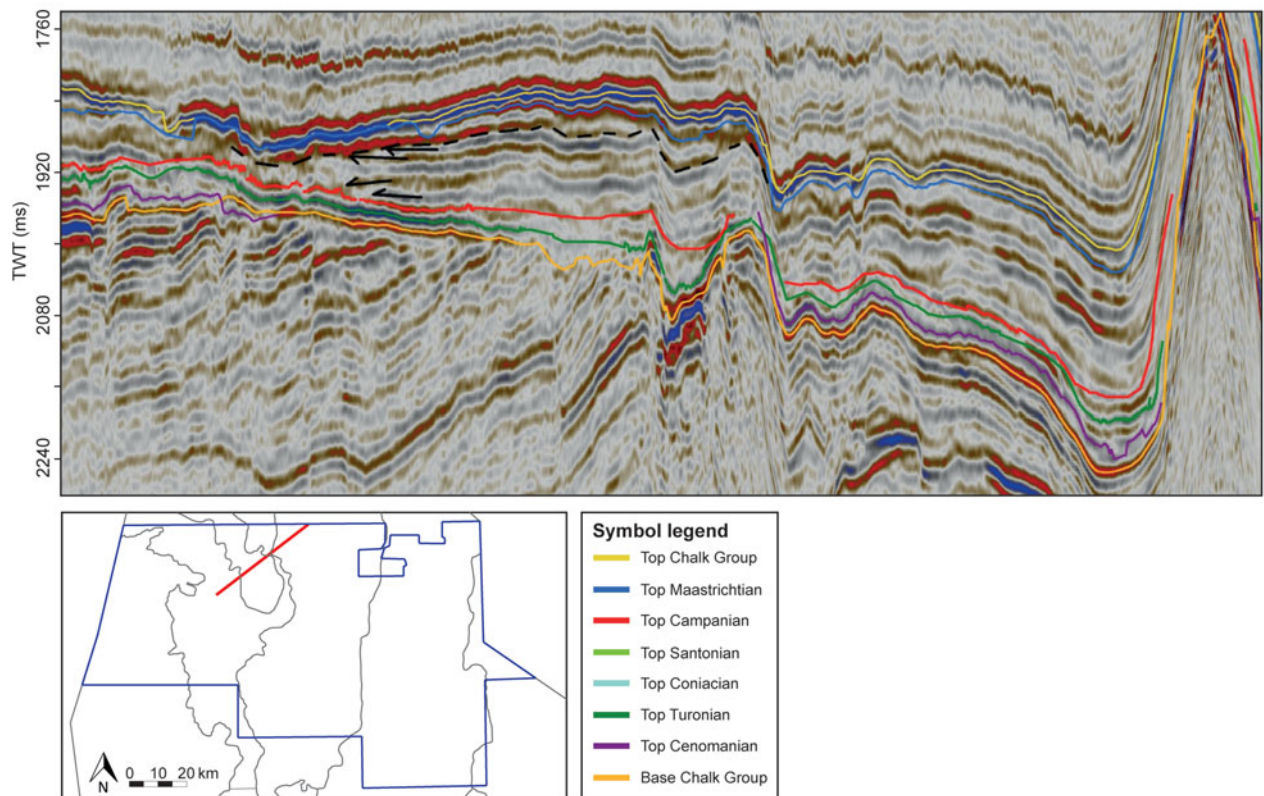 1760
1920
2080
2240
TWT (ms)
N
0 10 20 km
Symbol legend
Top Chalk Group
Top Maastrichtian
Top Campanian
Top Santonian
Top Coniacian
Top Turonian
Top Cenomanian
Base Chalk Group